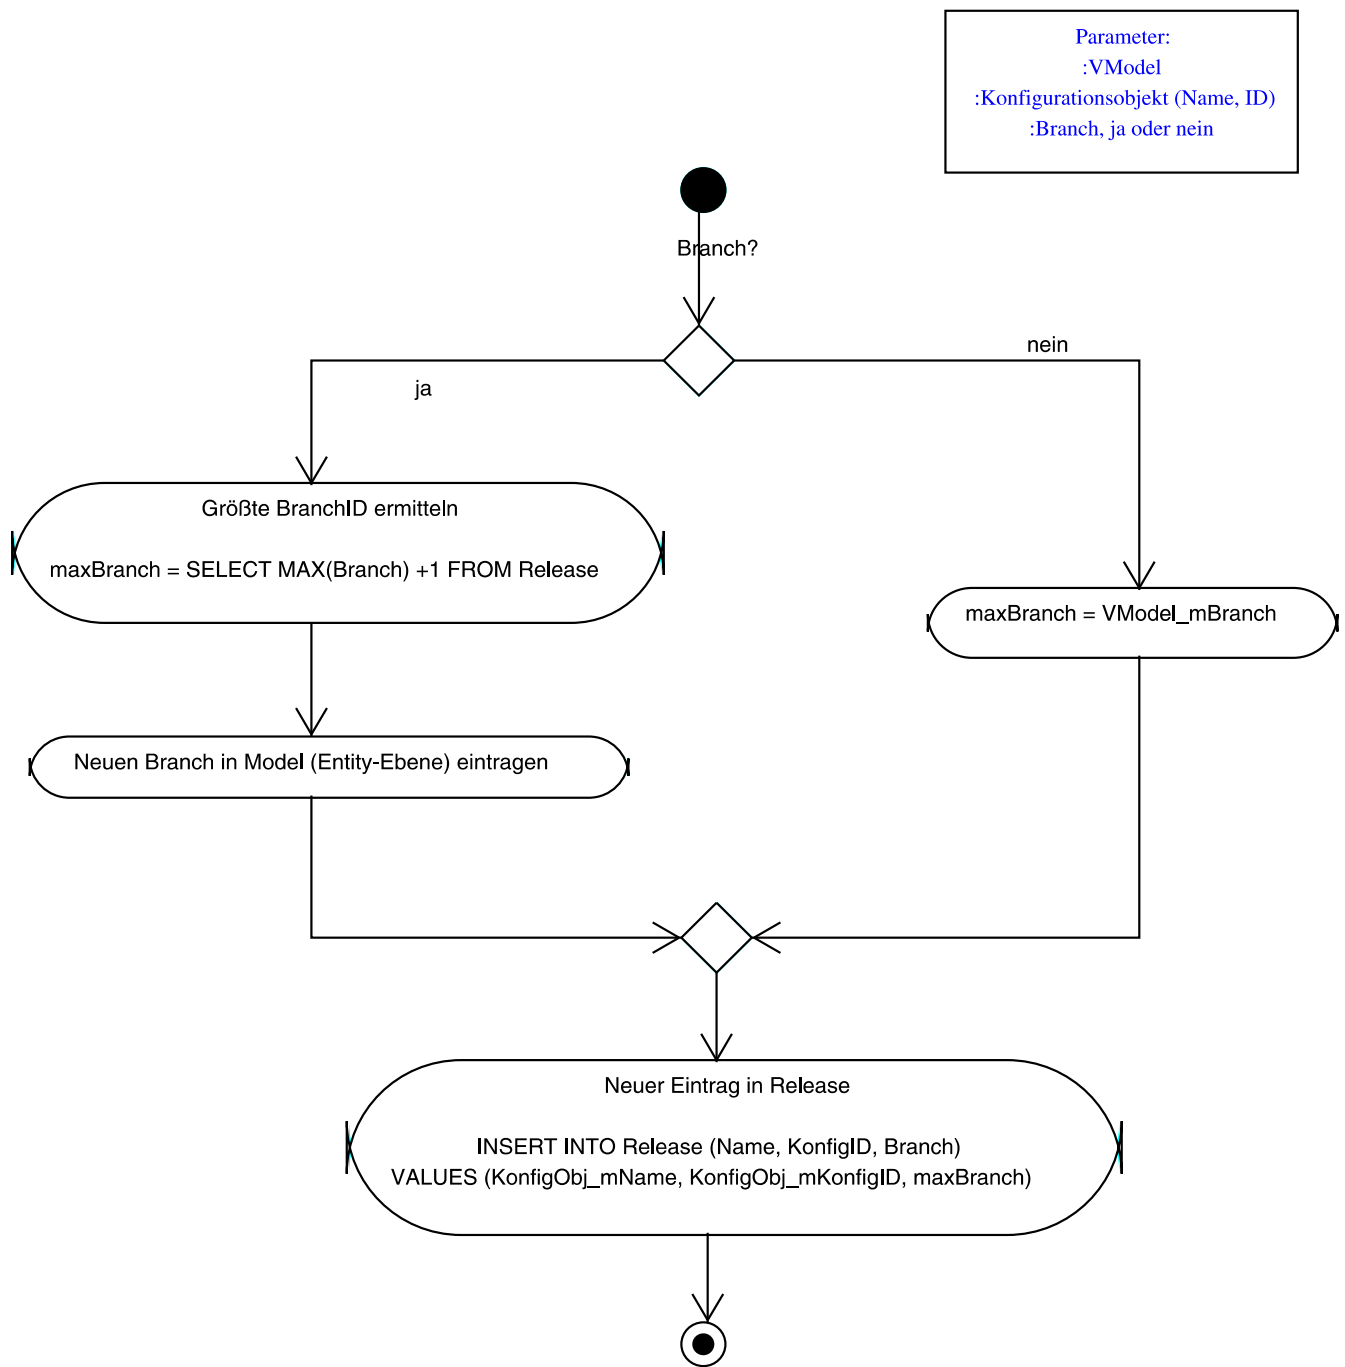 Parameter:
:VModel
:Konfigurationsobjekt (Name, ID)
:Branch, ja oder nein
Branch?
nein
ja
Größte BranchID ermitteln
maxBranch = SELECT MAX(Branch) +1 FROM Release
maxBranch = VModel_mBranch
Neuen Branch in Model (Entity-Ebene) eintragen
Neuer Eintrag in Release
INSERT INTO Release (Name, KonfigID, Branch)
VALUES (KonfigObj_mName, KonfigObj_mKonfigID, maxBranch)